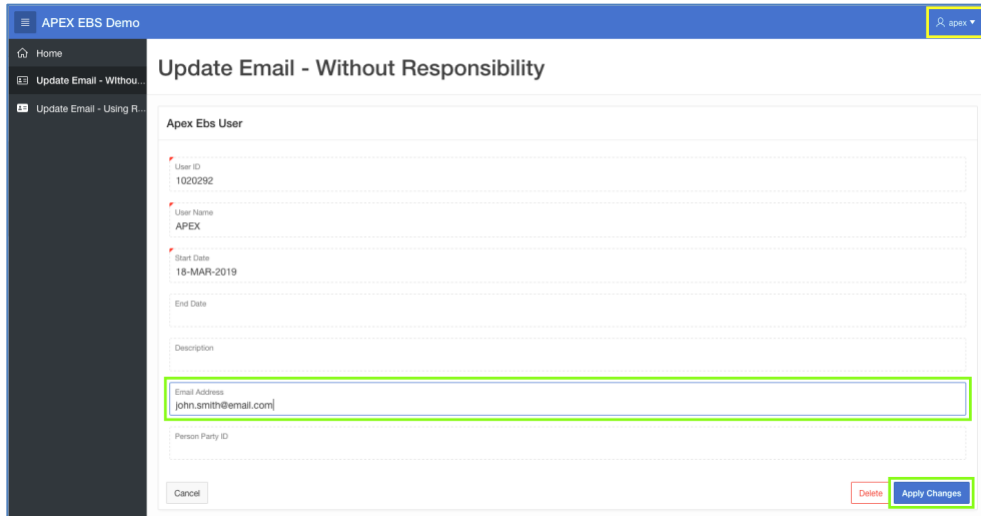 APEX EBS Demo
apex
Home
Update Email - WIthou...
Update Email - Using R...
Update Email - Without Responsibility
Apex Ebs User
User ID
1020292
User Name
APEX
Start Date
18-MAR-2019
End Date
Description
Email Address
john.smith@email.com
Person Party ID
Cancel
Delete
Apply Changes